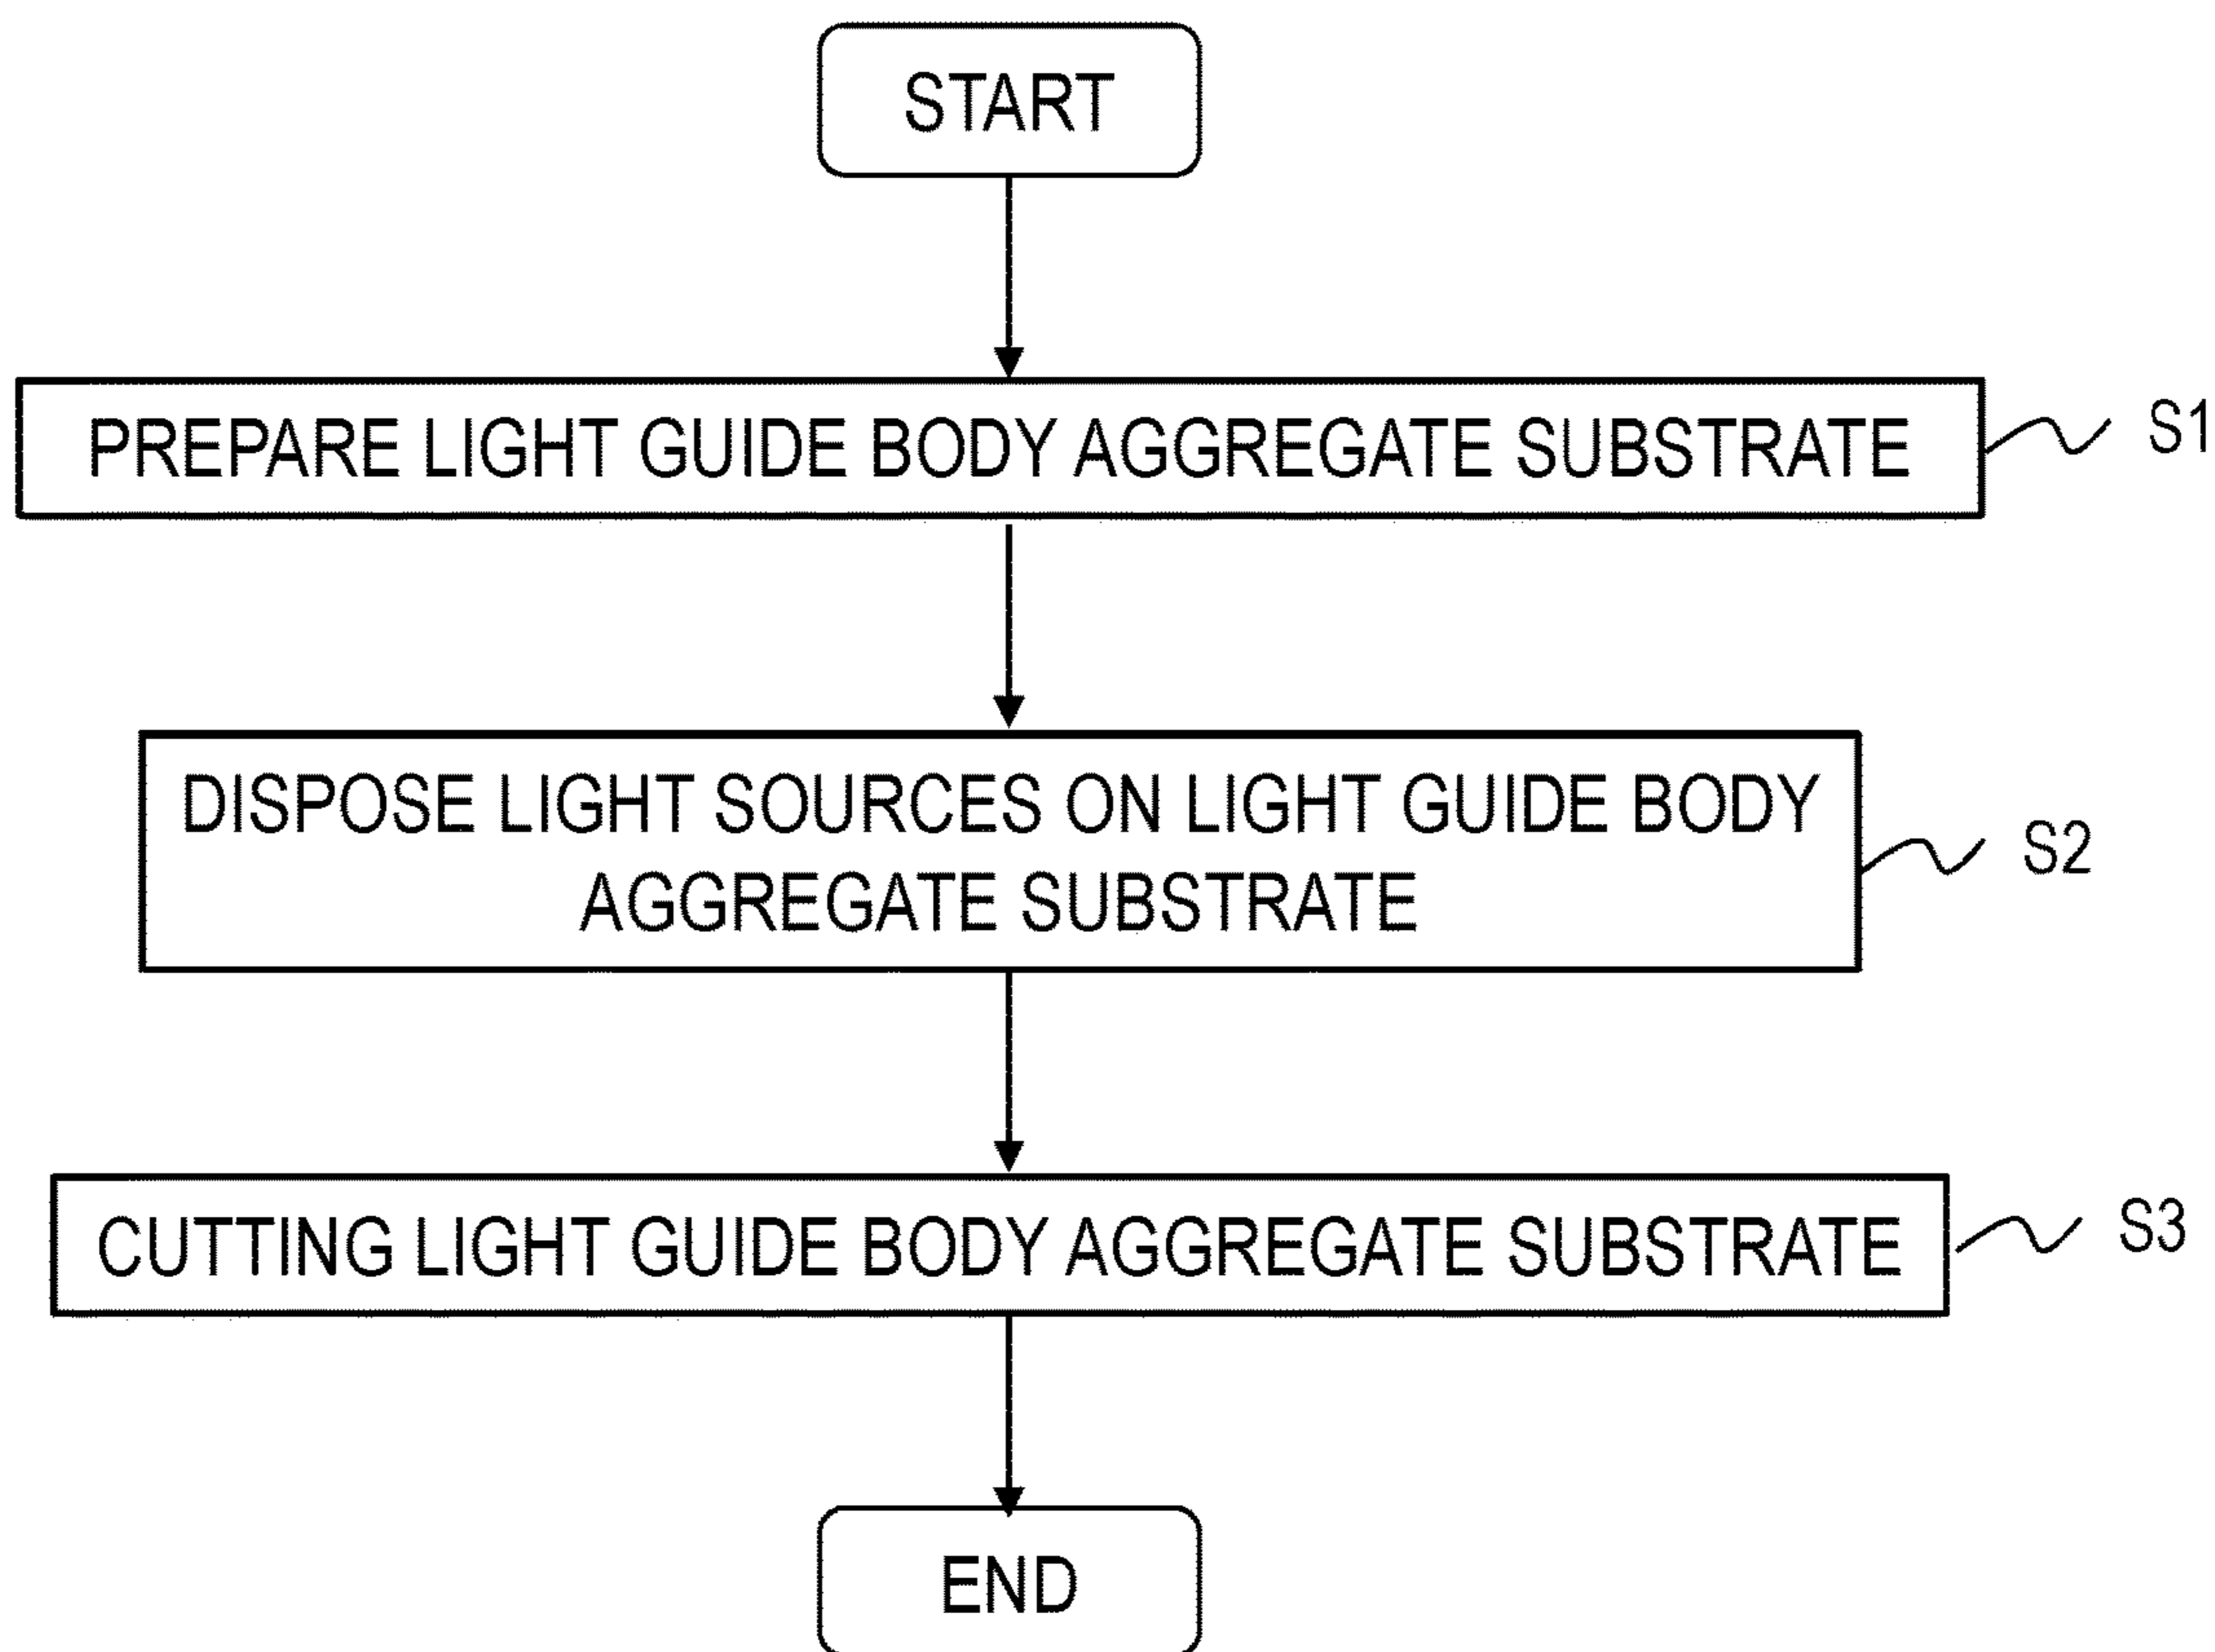 START
PREPARE LIGHT GUIDE BODY AGGREGATE SUBSTRATE
S1
DISPOSE LIGHT SOURCES ON LIGHT GUIDE BODY
AGGREGATE SUBSTRATE
S2
CUTTING LIGHT GUIDE BODY AGGREGATE SUBSTRATE
S3
END